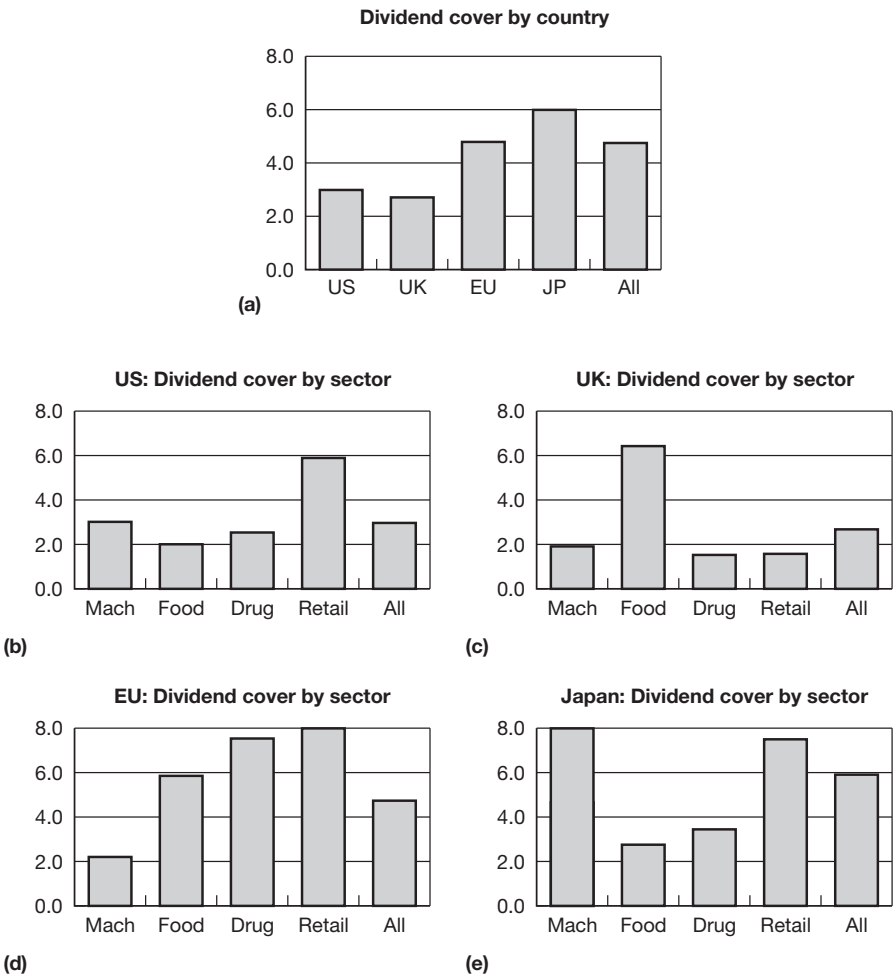 Dividend cover by country
8.0
6.0
4.0
2.0
0.0
US UK EU JP All
(a)
US: Dividend cover by sector
8.0
6.0
4.0
2.0
0.0
Mach Food Drug Retail All
(b)
UK: Dividend cover by sector
8.0
6.0
4.0
2.0
0.0
Mach Food Drug Retail All
(c)
EU: Dividend cover by sector
8.0
6.0
4.0
2.0
0.0
Mach Food Drug Retail All
(d)
Japan: Dividend cover by sector
8.0
6.0
4.0
2.0
0.0
Mach Food Drug Retail All
(e)